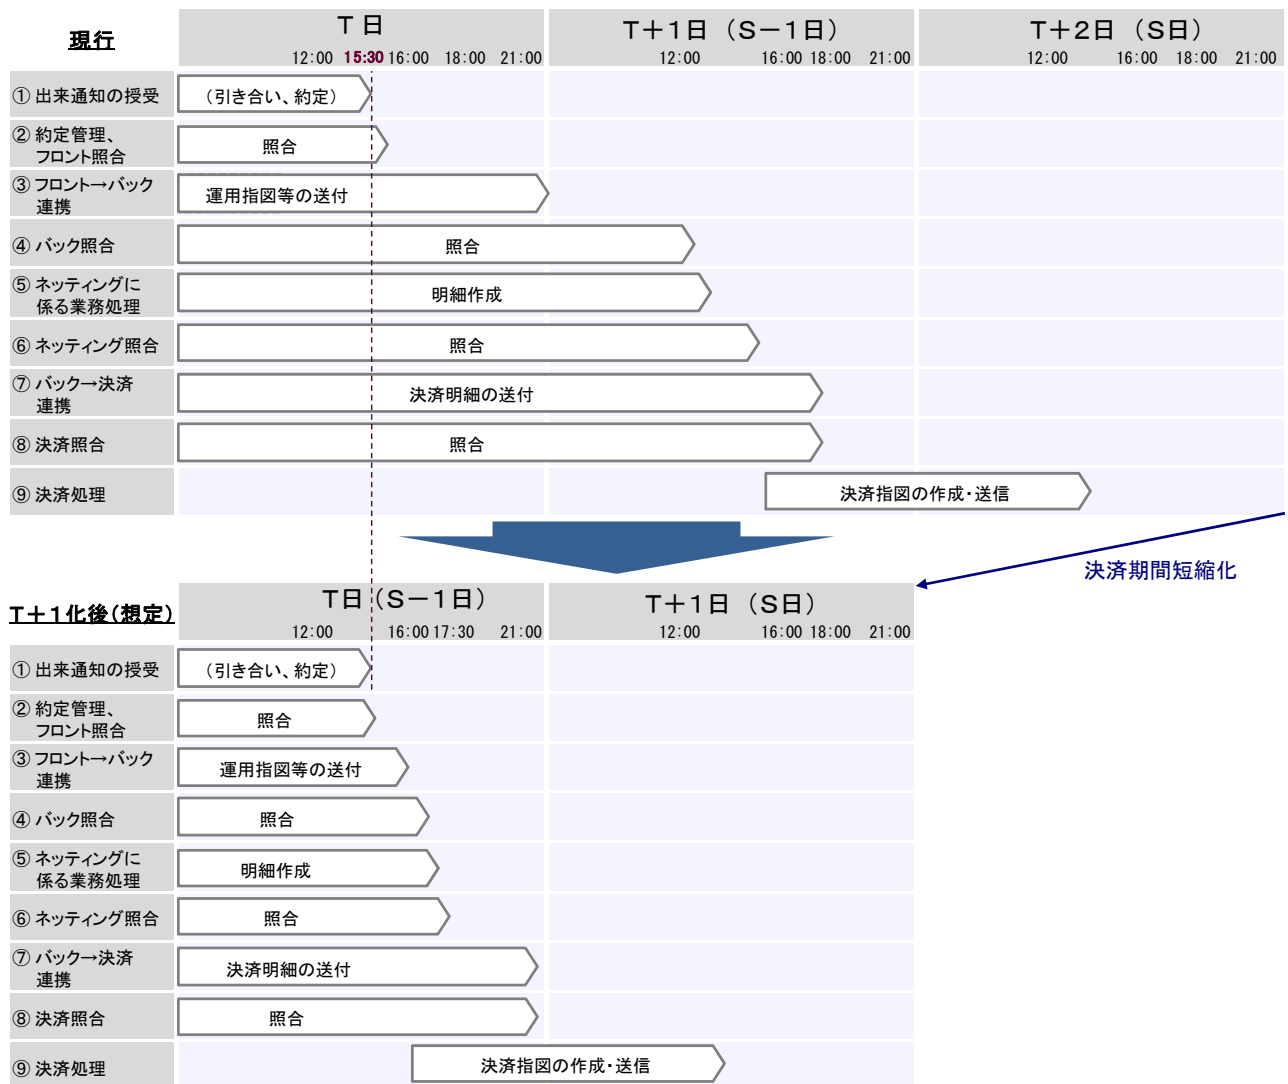 現行
T 日
T+1日 (S-1日)
T+2日 (S日)
12:00 15:30 16:00 18:00 21:00
12:00 16:00 18:00 21:00
12:00 16:00 18:00 21:00
① 出来通知の授受
(引き合い、約定)
② 約定管理、
フロント照合
照合
③ フロント→バック
連携
運用指図等の送付
④ バック照合
照合
⑤ ネッティングに
係る業務処理
明細作成
⑥ ネッティング照合
照合
⑦ バック→決済
連携
決済明細の送付
⑧ 決済照合
照合
⑨ 決済処理
決済指図の作成・送信
決済期間短縮化
T+1化後(想定)
T日 (S-1日)
T+1日 (S日)
12:00 16:00 17:30 21:00
12:00 16:00 18:00 21:00
① 出来通知の授受
(引き合い、約定)
② 約定管理、
フロント照合
照合
③ フロント→バック
連携
運用指図等の送付
④ バック照合
照合
⑤ ネッティングに
係る業務処理
明細作成
⑥ ネッティング照合
照合
⑦ バック→決済
連携
決済明細の送付
⑧ 決済照合
照合
⑨ 決済処理
決済指図の作成・送信